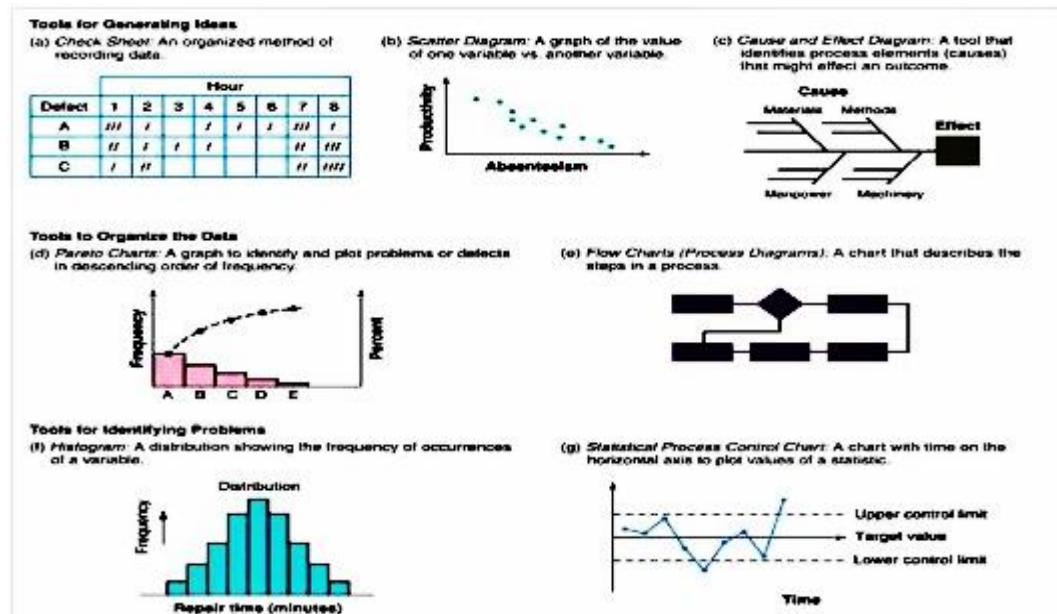 Tools for Generating Ideas
(a) Check Sheet: An organized method of
recording data.
Hour
Defect 1 2 3 4 5 6 7 8
A /// / / / / /// /
B // / / / // ///
C / // // ////
(b) Scatter Diagram: A graph of the value
of one variable vs. another variable.
Productivity
Absenteeism
(c) Cause and Effect Diagram: A tool that
identifies process elements (causes)
that might effect an outcome.
Cause
Materials Methods
Effect
Manpower Machinery
Tools to Organize the Data
(d) Pareto Charts: A graph to identify and plot problems or defects
in descending order of frequency.
Frequency
Percent
A B C D E
(e) Flow Charts (Process Diagrams): A chart that describes the
steps in a process.
Tools for Identifying Problems
(f) Histogram: A distribution showing the frequency of occurrences
of a variable.
Distribution
Frequency
Repair time (minutes)
(g) Statistical Process Control Chart: A chart with time on the
horizontal axis to plot values of a statistic.
Upper control limit
Target value
Lower control limit
Time